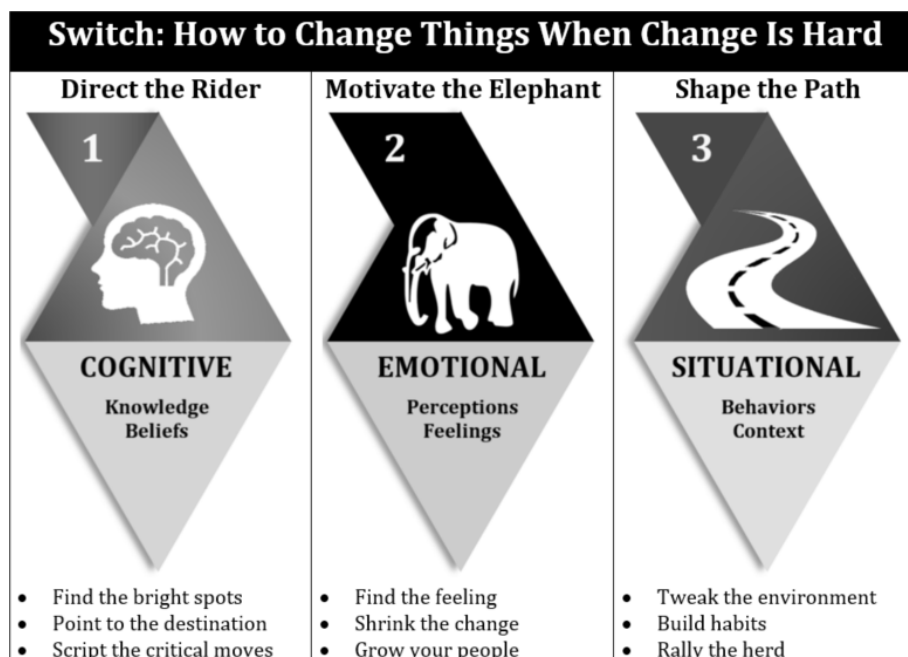 Switch: How to Change Things When Change Is Hard
Direct the Rider
1
COGNITIVE
Knowledge
Beliefs
• Find the bright spots
• Point to the destination
• Script the critical moves
Motivate the Elephant
2
EMOTIONAL
Perceptions
Feelings
• Find the feeling
• Shrink the change
• Grow your people
Shape the Path
3
SITUATIONAL
Behaviors
Context
• Tweak the environment
• Build habits
• Rally the herd